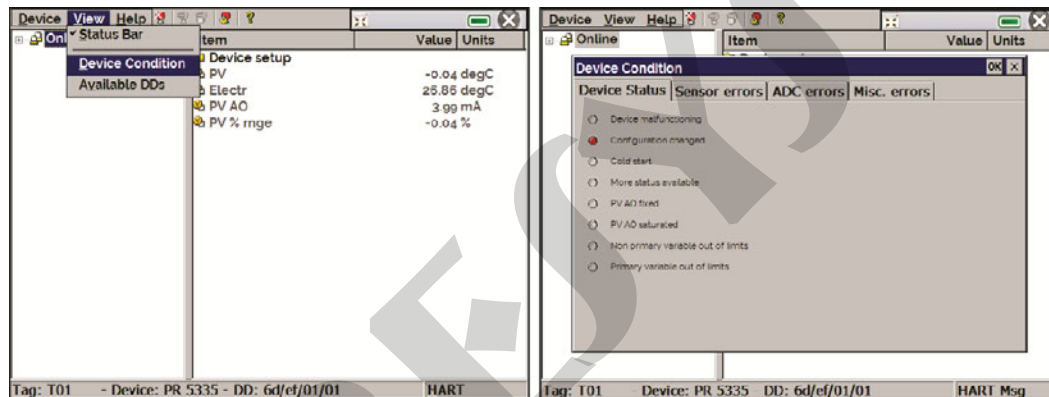 Device View Help
Status Bar
Device Condition
Available DDs
Item Value Units
Device setup
PV -0.04 degC
Electr 26.86 degC
PV AO 3.99 mA
PV % rnge -0.04 %
Tag: T01 - Device: PR 5335 - DD: 6d/ef/01/01 HART
Device View Help
Online
Item Value Units
Device Condition OK
Device Status Sensor errors ADC errors Misc. errors
Device malfunctioning
Configuration changed
Cold start
More status available
PV AO fixed
PV AO saturated
Non primary variable out of limits
Primary variable out of limits
Tag: T01 Device: PR 5335 DD: 6d/ef/01/01 HART Msg